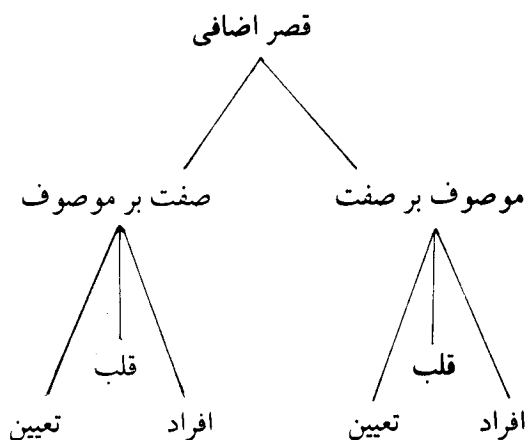 قصر اضافی
موصوف بر صفت
صفت بر موصوف
قلب
قلب
افراد
تعیین
افراد
تعیین